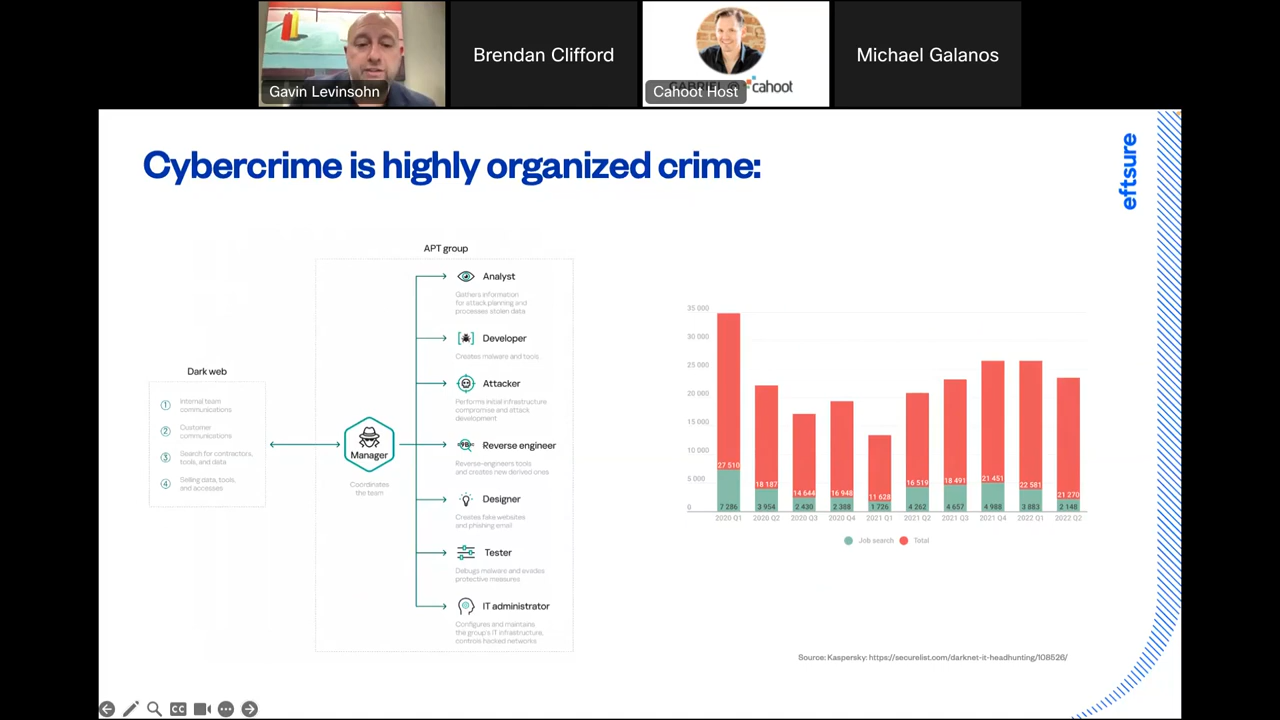 Gavin Levinsohn
Brendan Clifford
cahoot
Cahoot Host
Michael Galanos
Cybercrime is highly organized crime:
eftsure
APT group
Analyst
Gathers information
for attack planning and
processes stolen data
Developer
Creates malware and tools
Attacker
Performs initial infrastructure
compromise and attack
development
Reverse engineer
Reverse-engineers tools
and creates new derived ones
Designer
Creates fake websites
and phishing email
Tester
Debugs malware and evades
protective measures
IT administrator
Configures and maintains
the group's IT infrastructure,
controls hacked networks
Dark web
1 Internal team
communications
2 Customer
communications
3 Search for contractors,
tools, and data
4 Selling data, tools,
and accesses
Manager
Coordinates
the team
35 000
30 000
25 000
20 000
15 000
10 000
5 000
0
27 510 18 187 14 644 16 948 11 628 16 519 18 491 21 451 22 581 21 270
7 286 3 954 2 430 2 388 1 726 4 262 4 657 4 988 3 883 2 148
2020 Q1 2020 Q2 2020 Q3 2020 Q4 2021 Q1 2021 Q2 2021 Q3 2021 Q4 2022 Q1 2022 Q2
Job search Total
Source: Kaspersky: https://securelist.com/darknet-it-headhunting/108526/
CC